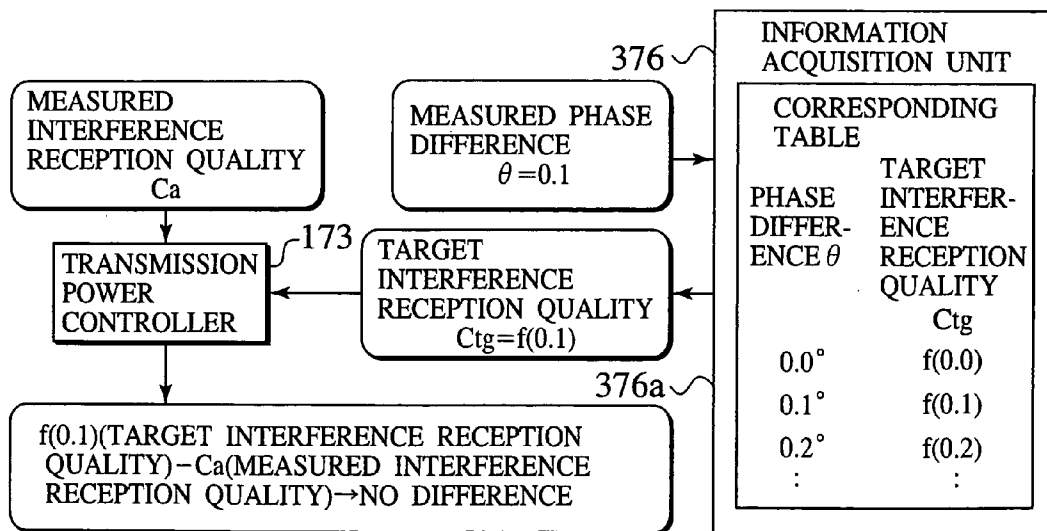 MEASURED
INTERFERENCE
RECEPTION QUALITY
Ca
MEASURED PHASE
DIFFERENCE
θ=0.1
376
INFORMATION
ACQUISITION UNIT
CORRESPONDING
TABLE
PHASE
DIFFER-
ENCE θ
TARGET
INTERFER-
ENCE
RECEPTION
QUALITY
Ctg
0.0° f(0.0)
0.1° f(0.1)
0.2° f(0.2)
: :
173
TRANSMISSION
POWER
CONTROLLER
TARGET
INTERFERENCE
RECEPTION QUALITY
Ctg=f(0.1)
376a
f(0.1)(TARGET INTERFERENCE RECEPTION
QUALITY)−Ca(MEASURED INTERFERENCE
RECEPTION QUALITY)→NO DIFFERENCE